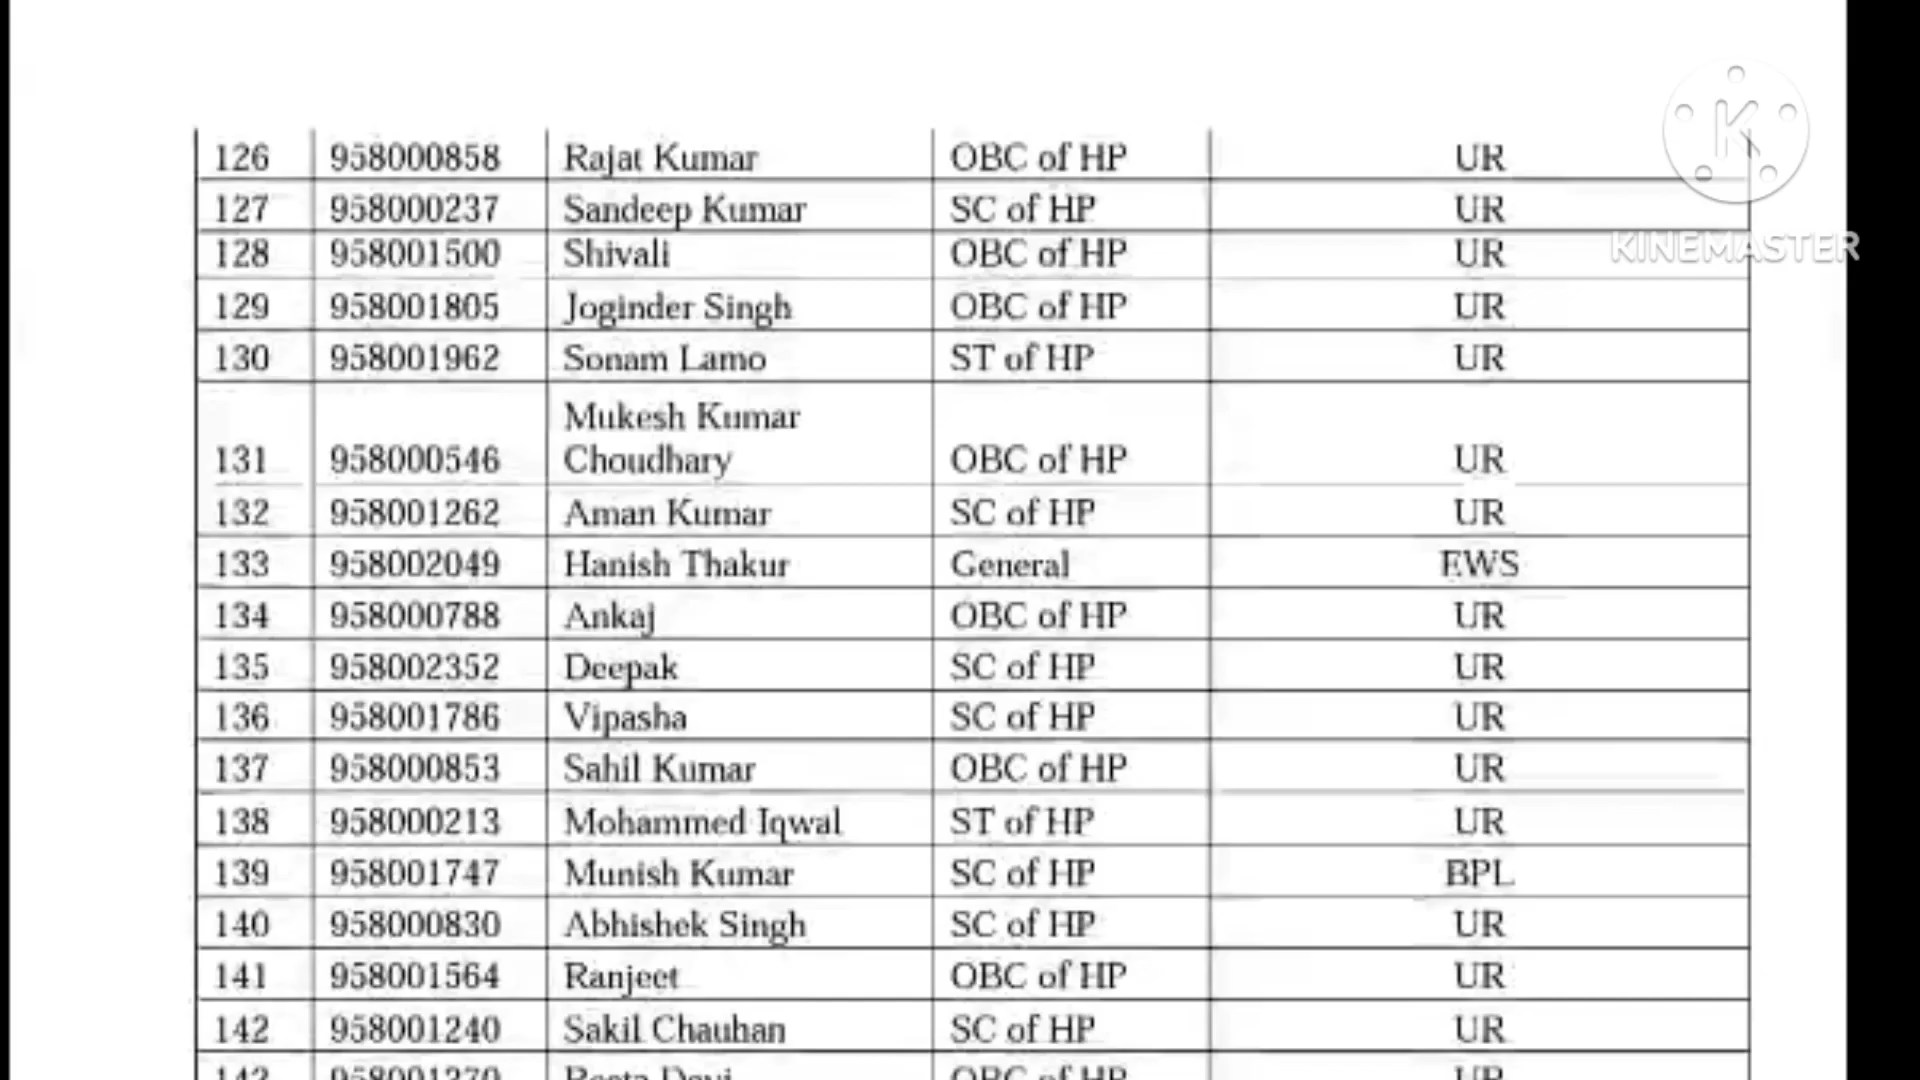 126 958000858 Rajat Kumar OBC of HP UR
127 958000237 Sandeep Kumar SC of HP UR
128 958001500 Shivali OBC of HP UR
129 958001805 Joginder Singh OBC of HP UR
130 958001962 Sonam Lamo ST of HP UR
Mukesh Kumar
131 958000546 Choudhary OBC of HP UR
132 958001262 Aman Kumar SC of HP UR
133 958002049 Hanish Thakur General EWS
134 958000788 Ankaj OBC of HP UR
135 958002352 Deepak SC of HP UR
136 958001786 Vipasha SC of HP UR
137 958000853 Sahil Kumar OBC of HP UR
138 958000213 Mohammed Iqwal ST of HP UR
139 958001747 Munish Kumar SC of HP BPL
140 958000830 Abhishek Singh SC of HP UR
141 958001564 Ranjeet OBC of HP UR
142 958001240 Sakil Chauhan SC of HP UR
OBC of HP UR
K
KINEMASTER